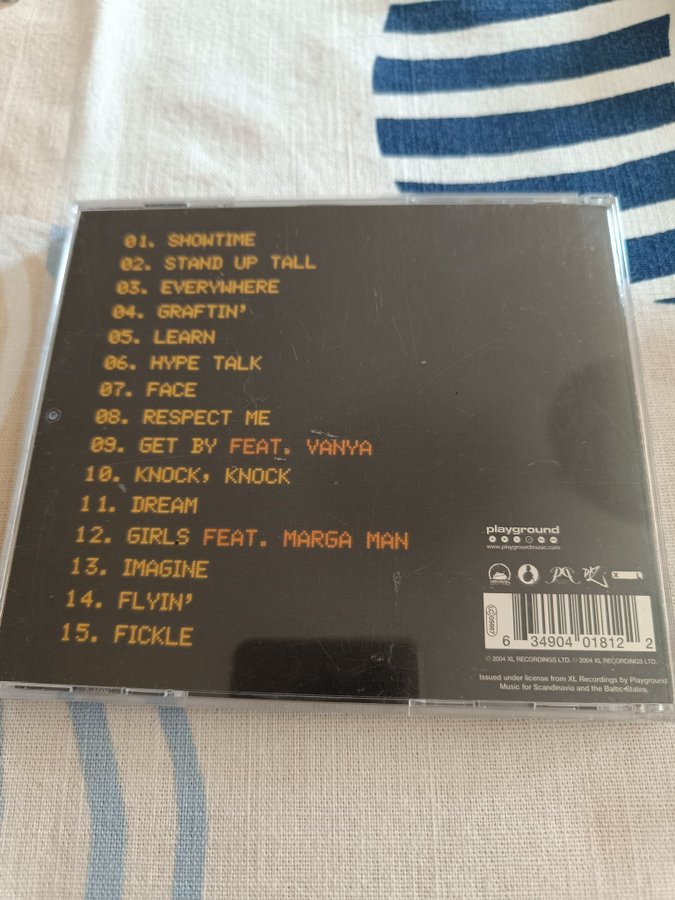 01. SHOWTIME
02. STAND UP TALL
03. EVERYWHERE
04. GRAFTIN'
05. LEARN
06. HYPE TALK
07. FACE
08. RESPECT ME
09. GET BY FEAT. VANYA
10. KNOCK, KNOCK
11. DREAM
12. GIRLS FEAT. MARGA MAN
13. IMAGINE
14. FLYIN'
15. FICKLE
playground
www.playgroundmusic.com
XL
LC 05667
6 34904 01812 2
℗ 2004 XL RECORDINGS LTD. © 2004 XL RECORDINGS LTD.
Issued under license from XL Recordings by Playground
Music for Scandinavia and the Baltic States.